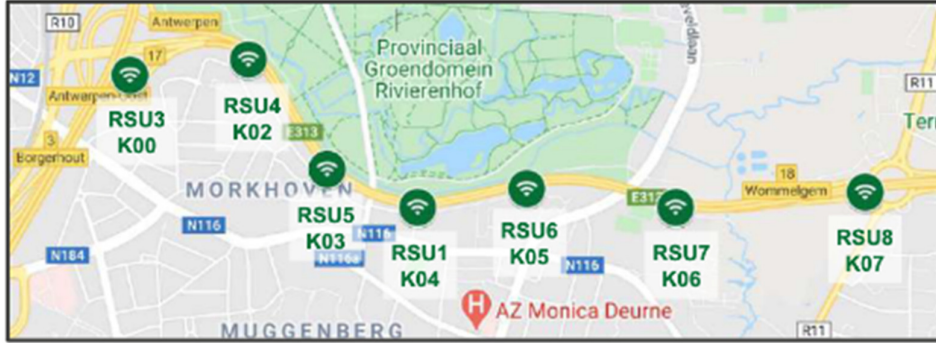 R10
Antwerpen
17
N12
Antwerpen-Oost
3
Borgerhout
RSU3
K00
RSU4
K02
E313
Provinciaal
Groendomein
Rivierenhof
R11
18
Wommelgem
MORKHOVEN
RSU5
K03
N116
N116
N116a
N184
RSU1
K04
RSU6
K05
N116
RSU7
K06
RSU8
K07
H
AZ Monica Deurne
MUGGENBERG
R11